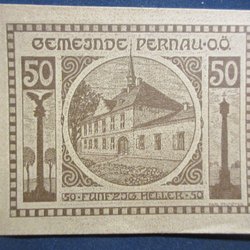 GEMEINDE PERNAU·O.Ö.
50 50
50·FÜNFZIG HELLER·50